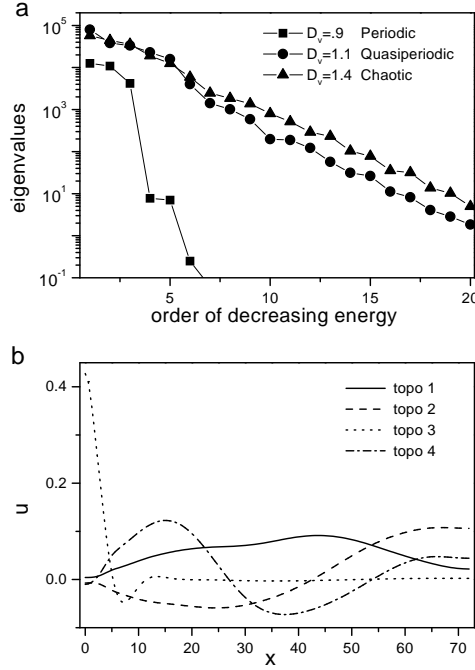 a
10^5
10^3
10^1
10^-1
eigenvalues
D_v=.9 Periodic
D_v=1.1 Quasiperiodic
D_v=1.4 Chaotic
5 10 15 20
order of decreasing energy
b
0.4
0.2
0.0
u
topo 1
topo 2
topo 3
topo 4
0 10 20 30 40 50 60 70
x